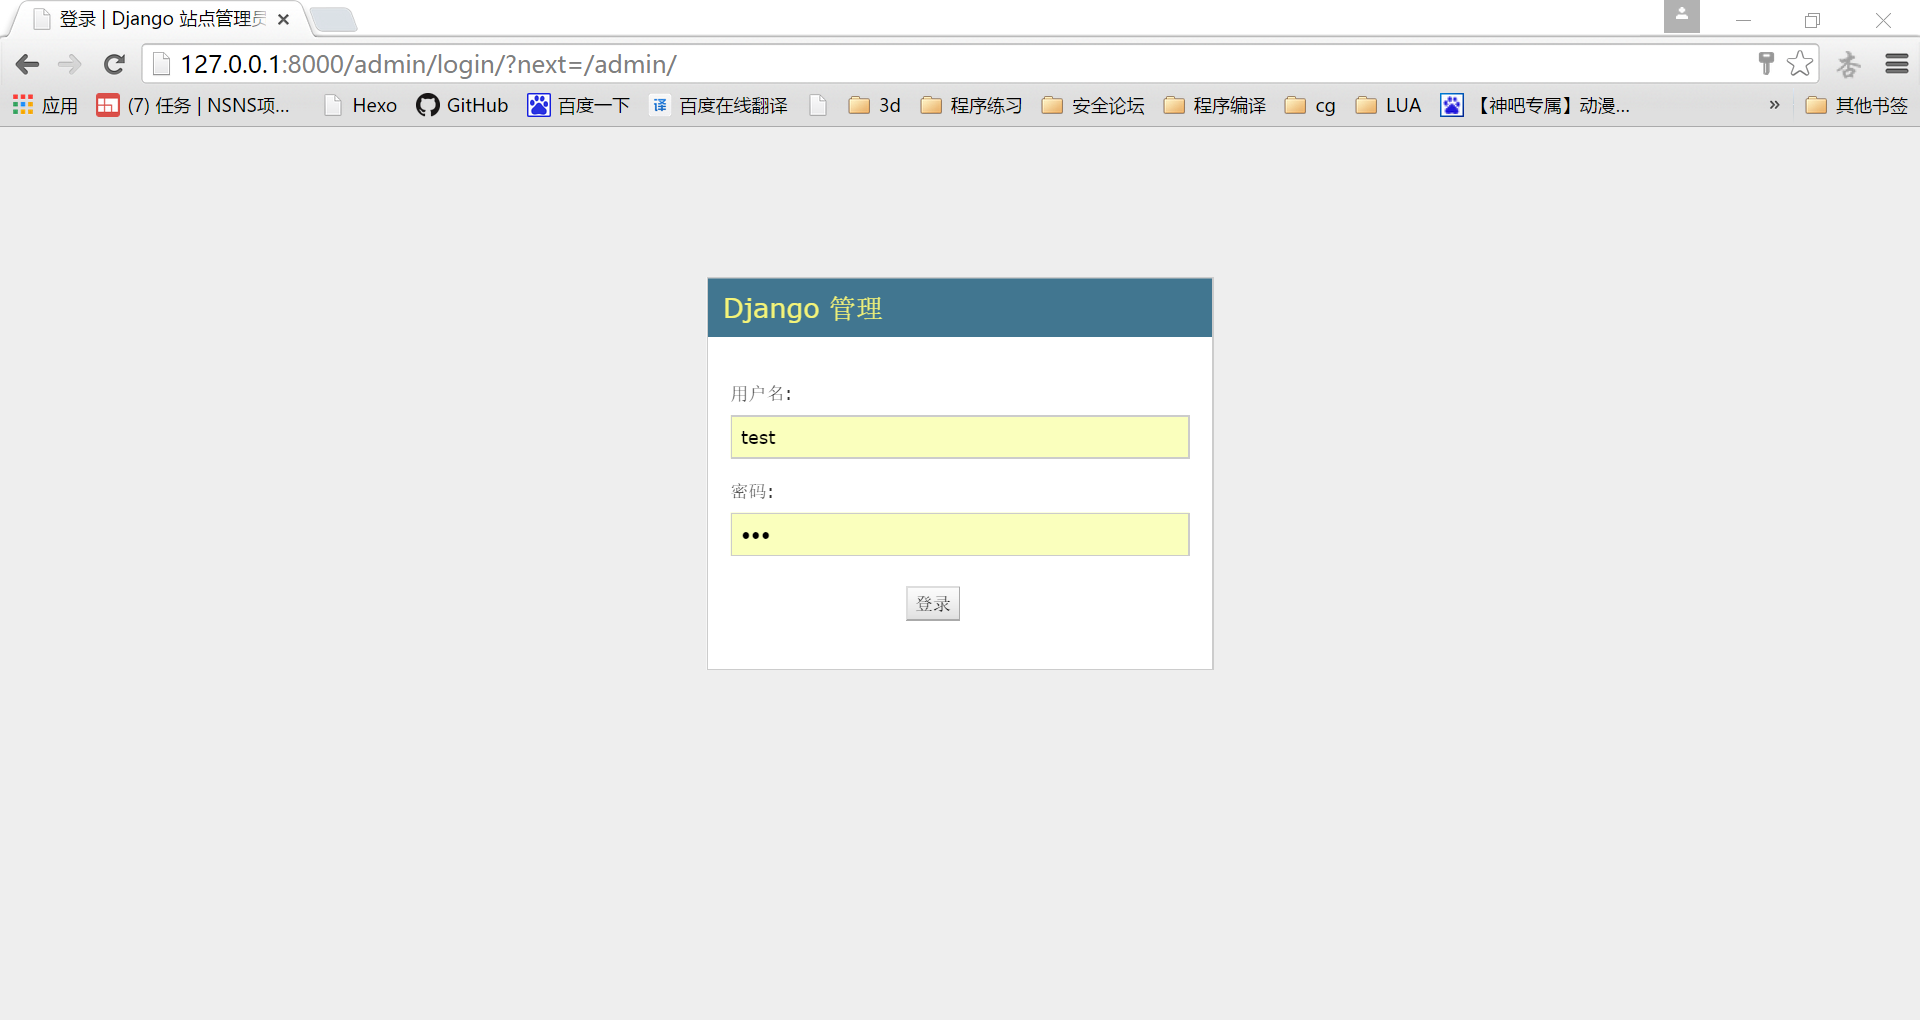 登录 | Django 站点管理员
127.0.0.1:8000/admin/login/?next=/admin/
杏
应用 (7) 任务 | NSNS项... Hexo GitHub 百度一下 译 百度在线翻译 3d 程序练习 安全论坛 程序编译 cg LUA 【神吧专属】动漫... » 其他书签
Django 管理
用户名:
test
密码:
•••
登录